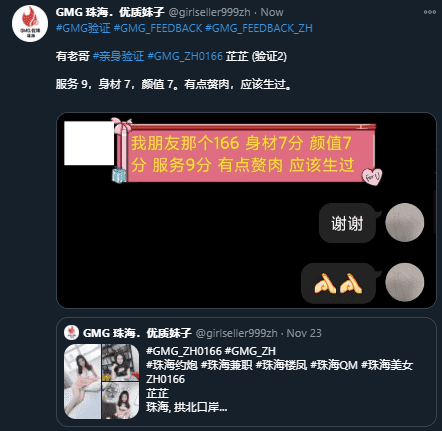 GMG 珠海．优质妹子 @girlseller999zh · Now
#GMG验证 #GMG_FEEDBACK #GMG_FEEDBACK_ZH
有老哥 #亲身验证 #GMG_ZH0166 芷芷 (验证2)
服务 9，身材 7，颜值 7。有点赘肉，应该生过。
我朋友那个166 身材7分 颜值7
分 服务9分 有点赘肉 应该生过
for U
谢谢
GMG 珠海．优质妹子 @girlseller999zh · Nov 23
#GMG_ZH0166 #GMG_ZH
#珠海约炮 #珠海兼职 #珠海楼凤 #珠海QM #珠海美女
ZH0166
芷芷
珠海, 拱北口岸...